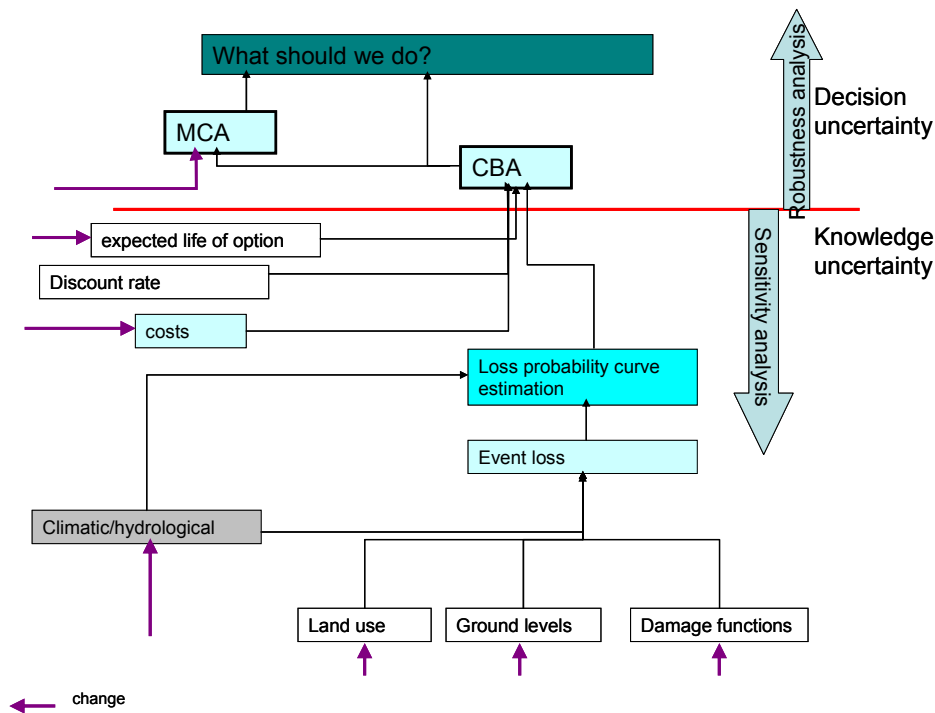 What should we do?
Robustness analysis
Decision
uncertainty
MCA
CBA
Knowledge
uncertainty
Sensitivity analysis
expected life of option
Discount rate
costs
Loss probability curve
estimation
Event loss
Climatic/hydrological
Land use
Ground levels
Damage functions
change